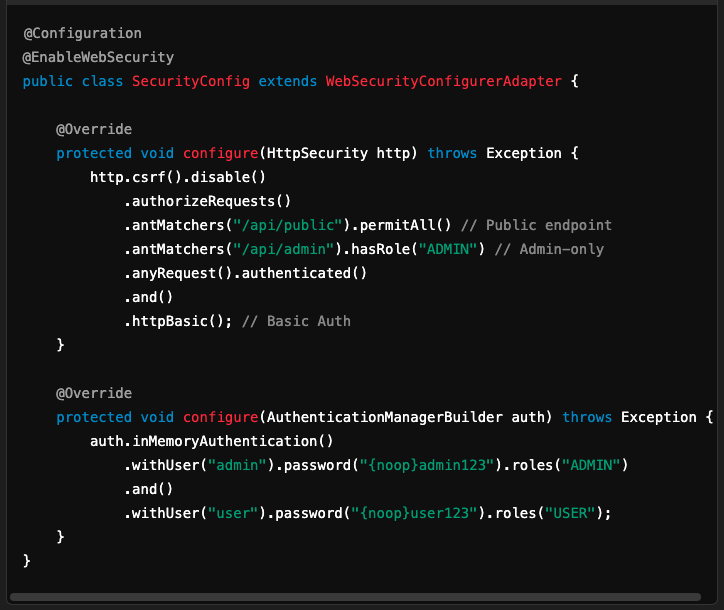 @Configuration
@EnableWebSecurity
public class SecurityConfig extends WebSecurityConfigurerAdapter {
@Override
protected void configure(HttpSecurity http) throws Exception {
http.csrf().disable()
.authorizeRequests()
.antMatchers("/api/public").permitAll() // Public endpoint
.antMatchers("/api/admin").hasRole("ADMIN") // Admin-only
.anyRequest().authenticated()
.and()
.httpBasic(); // Basic Auth
}
@Override
protected void configure(AuthenticationManagerBuilder auth) throws Exception {
auth.inMemoryAuthentication()
.withUser("admin").password("{noop}admin123").roles("ADMIN")
.and()
.withUser("user").password("{noop}user123").roles("USER");
}
}